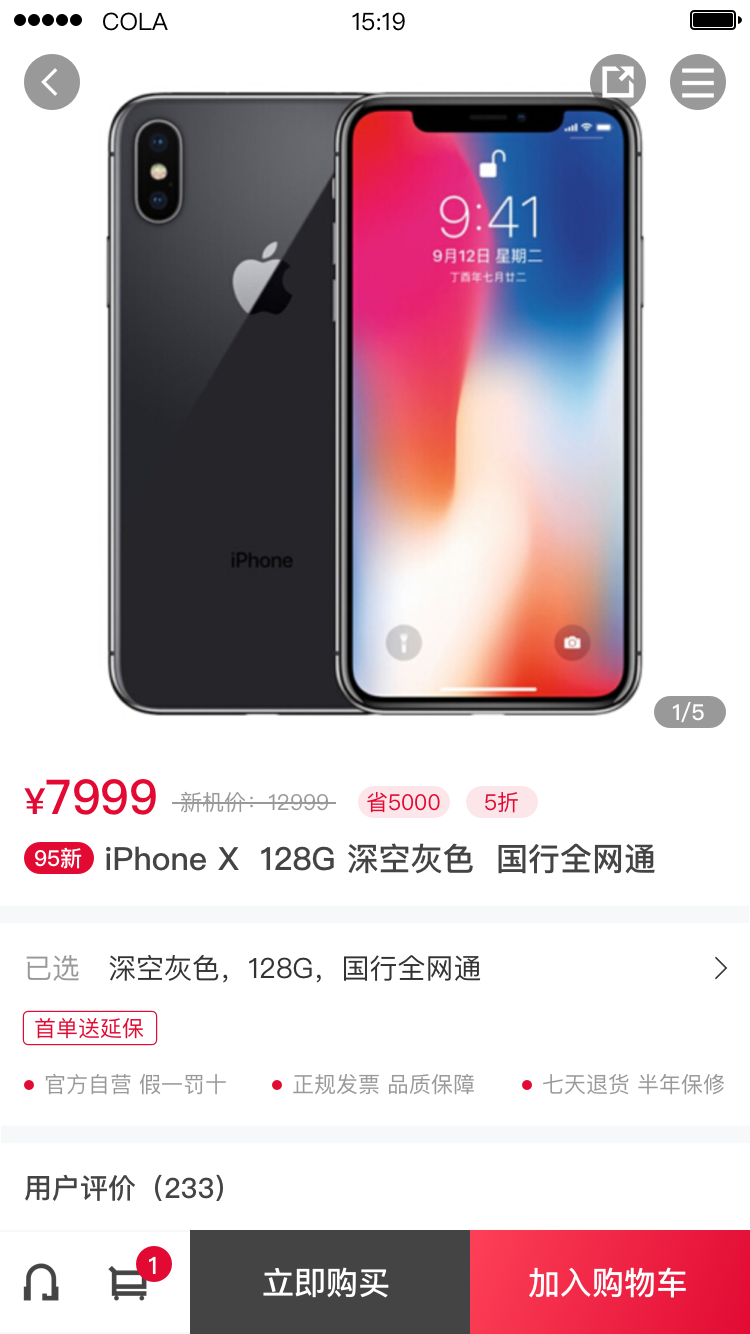 COLA 15:19
9:41
9月12日 星期二
丁酉年七月廿二
iPhone
1/5
¥7999 新机价：12999 省5000 5折
95新 iPhone X 128G 深空灰色 国行全网通
已选 深空灰色，128G，国行全网通
首单送延保
官方自营 假一罚十 正规发票 品质保障 七天退货 半年保修
用户评价（233）
1 立即购买 加入购物车